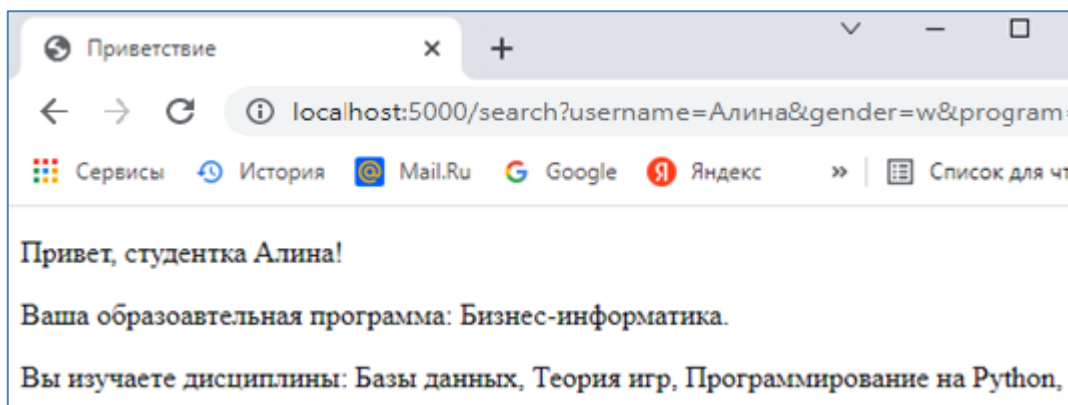 Приветствие
localhost:5000/search?username=Алина&gender=w&program=
Сервисы История Mail.Ru Google Яндекс » Список для чт
Привет, студентка Алина!
Ваша образоавтельная программа: Бизнес-информатика.
Вы изучаете дисциплины: Базы данных, Теория игр, Программирование на Python,